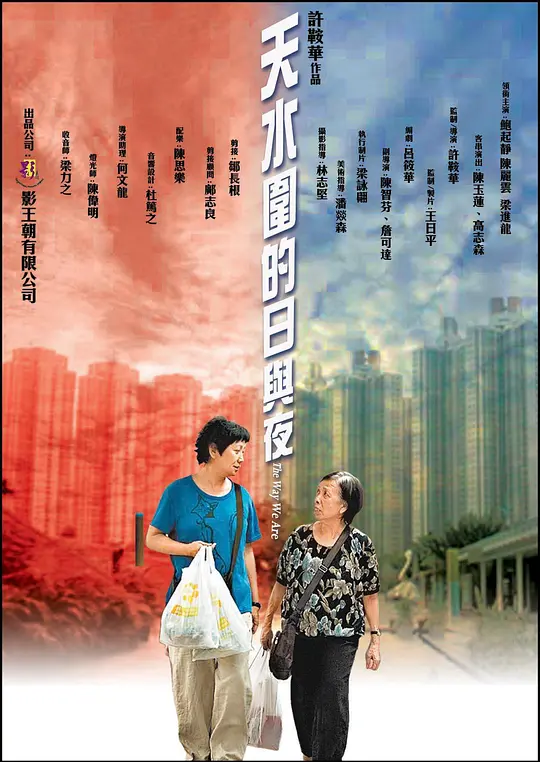 許鞍華作品
天水圍的日與夜
The Way We Are
領銜主演：鮑起靜 陳麗雲 梁進龍
客串演出：陳玉蓮、高志森
監制/導演：許鞍華
監制/剪片：王日平
編劇：呂筱華
副導演：陳智芬、詹可達
執行制片：梁詠珊
美術指導：潘燚森
攝影指導：林志堅
剪接：鄒長根
剪接顧問：鄺志良
配樂：陳思樂
音響設計：杜篤之
導演助理：何文龍
燈光師：陳偉明
收音師：梁力之
出品公司：影王朝有限公司